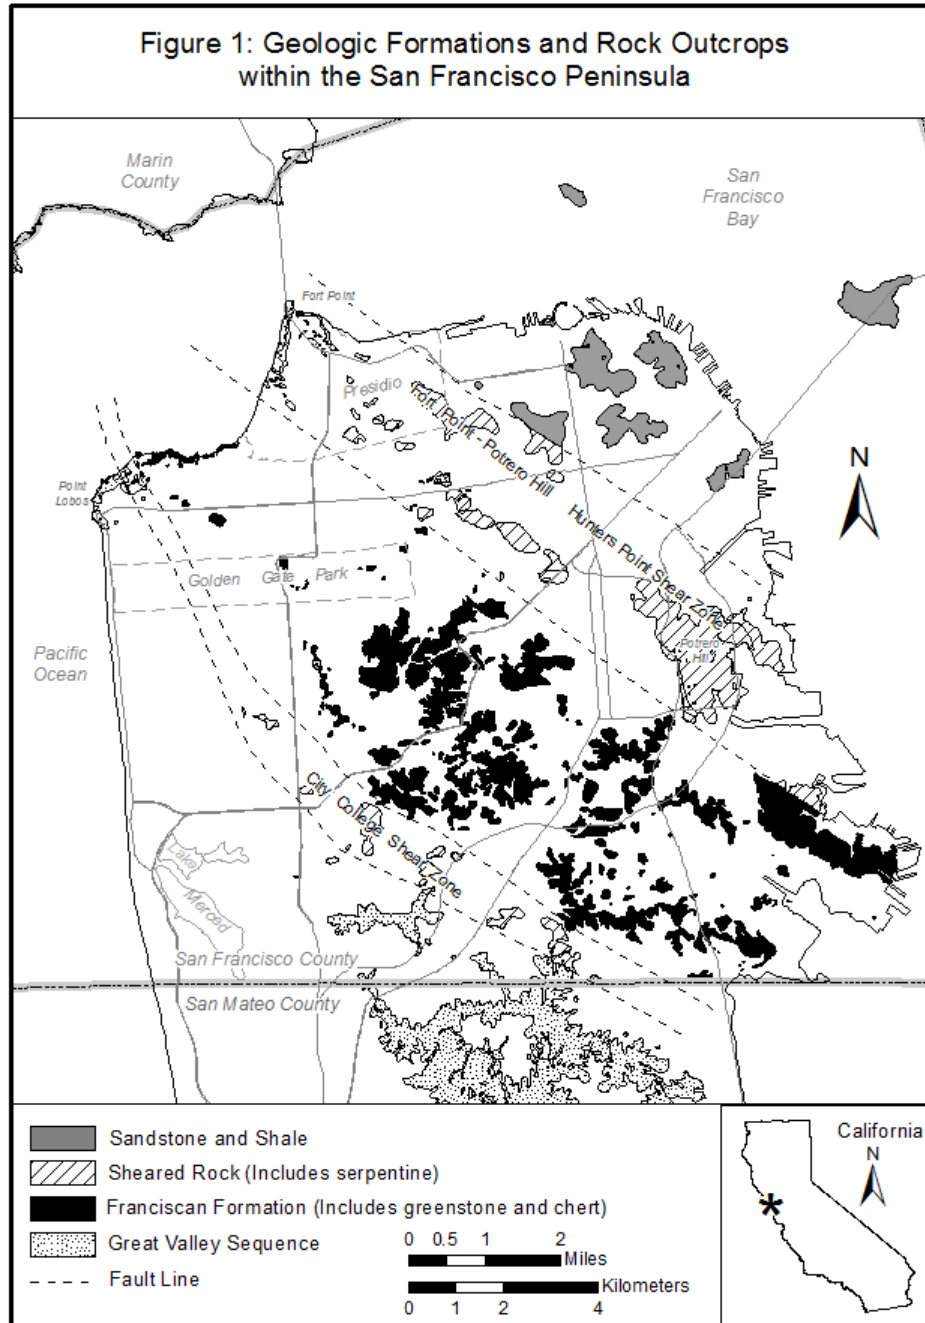 Figure 1: Geologic Formations and Rock Outcrops
within the San Francisco Peninsula
Marin
County
San
Francisco
Bay
Fort Point
Presidio
Fort Point - Potrero Hill
Hunters Point Shear Zone
Point
Lobos
N
Golden Gate Park
Potrero
Hill
Pacific
Ocean
City College Shear Zone
Lake
Merced
San Francisco County
San Mateo County
Sandstone and Shale
Sheared Rock (Includes serpentine)
Franciscan Formation (Includes greenstone and chert)
Great Valley Sequence
Fault Line
0 0.5 1 2
Miles
Kilometers
0 1 2 4
California
N
*